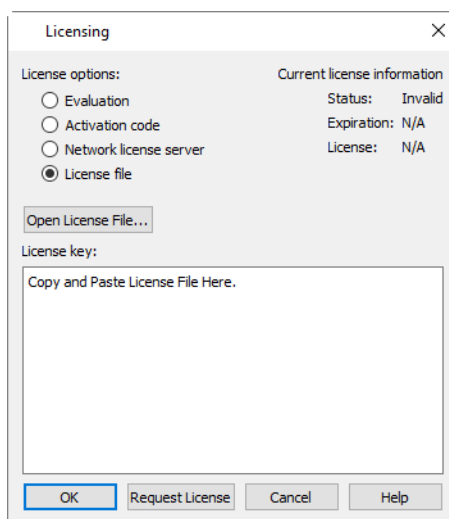 Licensing
License options:
Current license information
Evaluation
Status: Invalid
Activation code
Expiration: N/A
Network license server
License: N/A
License file
Open License File...
License key:
Copy and Paste License File Here.
OK
Request License
Cancel
Help